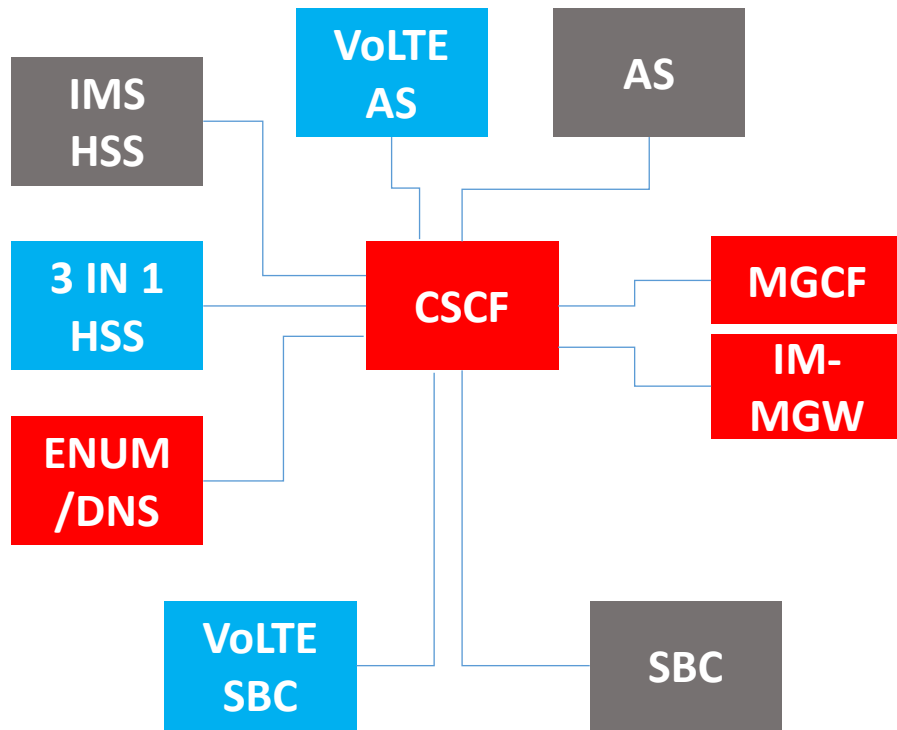 VoLTE
AS
AS
IMS
HSS
3 IN 1
HSS
CSCF
MGCF
IM-
MGW
ENUM
/DNS
VoLTE
SBC
SBC